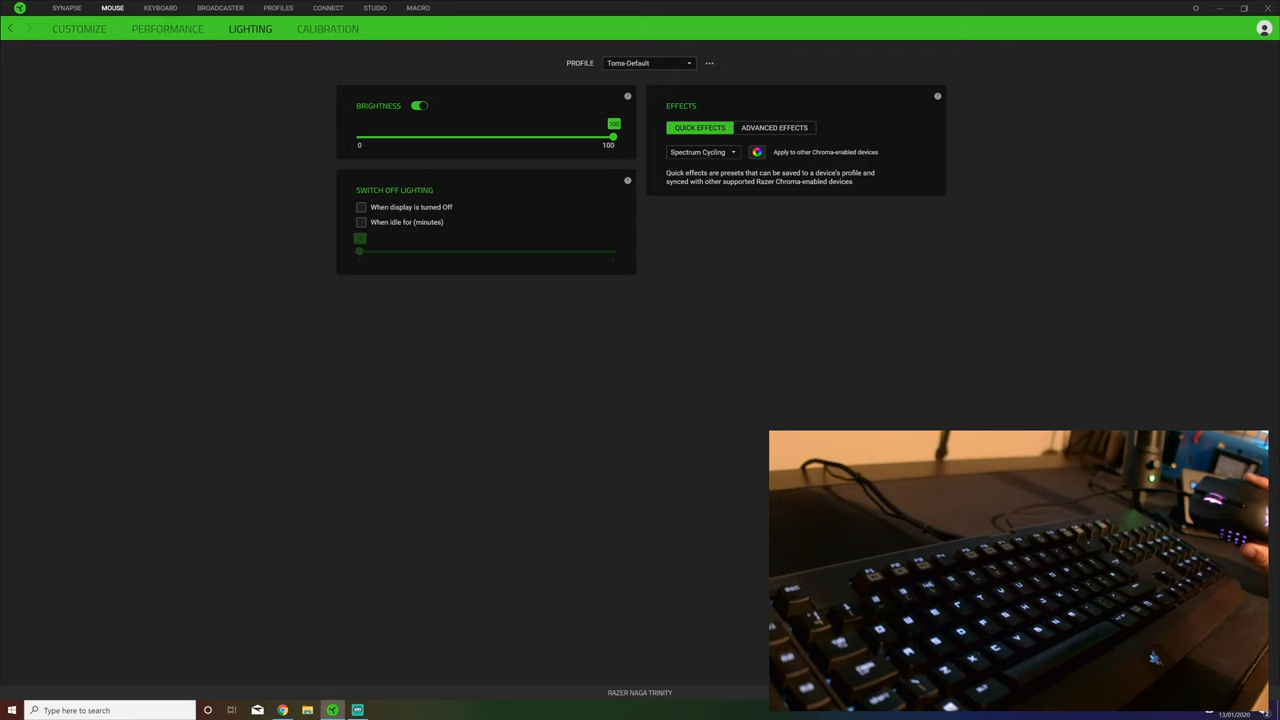 SYNAPSE MOUSE KEYBOARD BROADCASTER PROFILES CONNECT STUDIO MACRO
CUSTOMIZE PERFORMANCE LIGHTING CALIBRATION
PROFILE Toms-Default
BRIGHTNESS
100
0 100
SWITCH OFF LIGHTING
When display is turned Off
When idle for (minutes)
EFFECTS
QUICK EFFECTS ADVANCED EFFECTS
Spectrum Cycling Apply to other Chroma-enabled devices
Quick effects are presets that can be saved to a device's profile and
synced with other supported Razer Chroma-enabled devices
RAZER NAGA TRINITY
Type here to search
13/01/2020